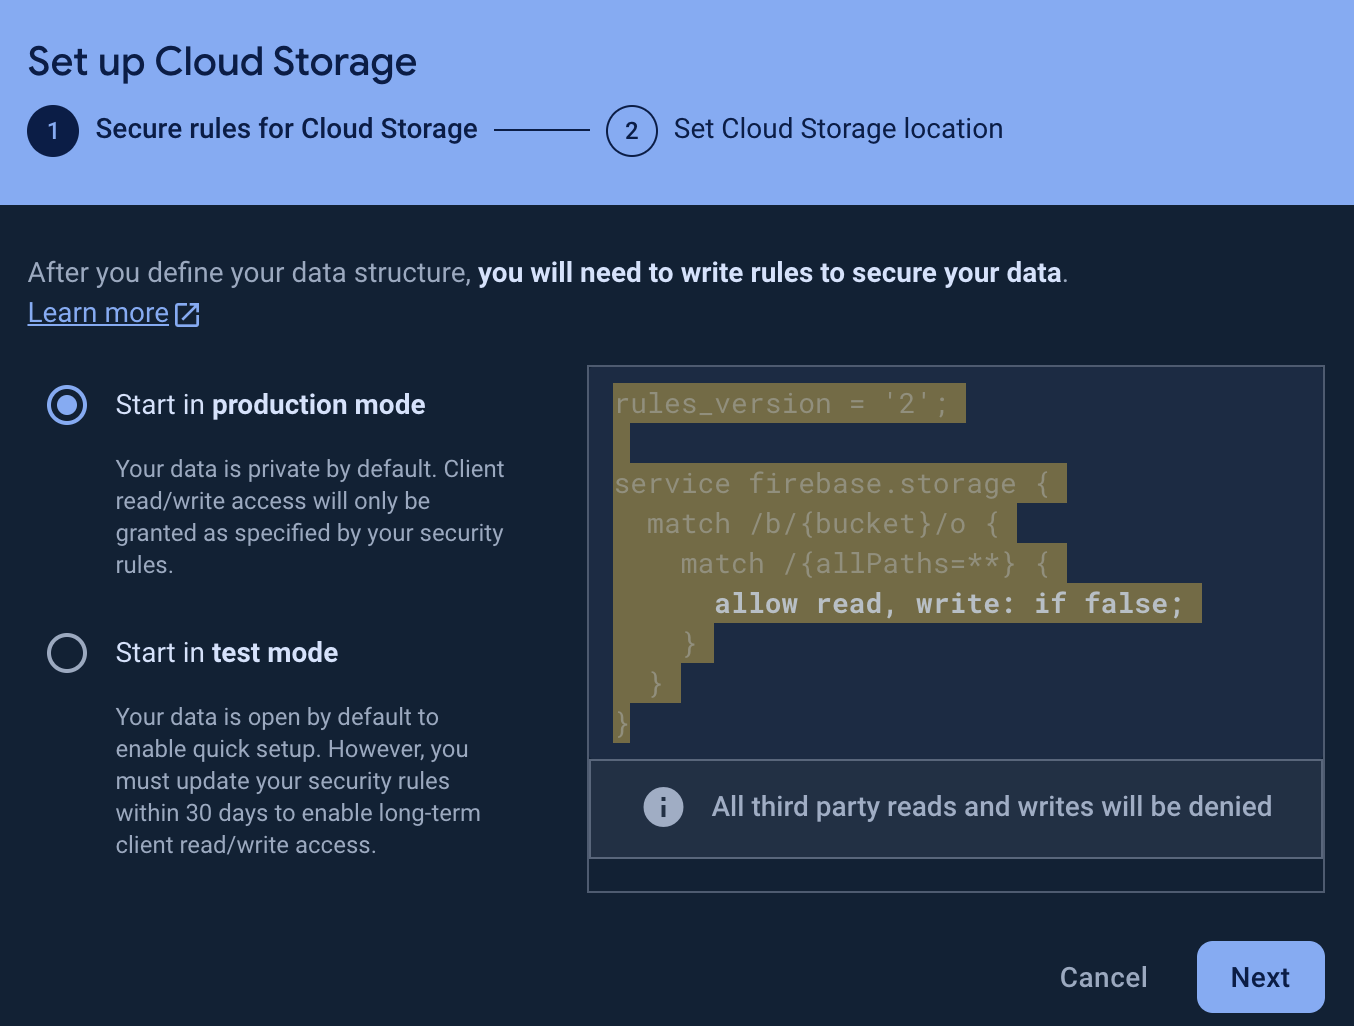 Set up Cloud Storage
1 Secure rules for Cloud Storage 2 Set Cloud Storage location
After you define your data structure, you will need to write rules to secure your data.
Learn more
Start in production mode
Your data is private by default. Client
read/write access will only be
granted as specified by your security
rules.
Start in test mode
Your data is open by default to
enable quick setup. However, you
must update your security rules
within 30 days to enable long-term
client read/write access.
rules_version = '2';

service firebase.storage {
  match /b/{bucket}/o {
    match /{allPaths=**} {
      allow read, write: if false;
    }
  }
}
All third party reads and writes will be denied
Cancel Next